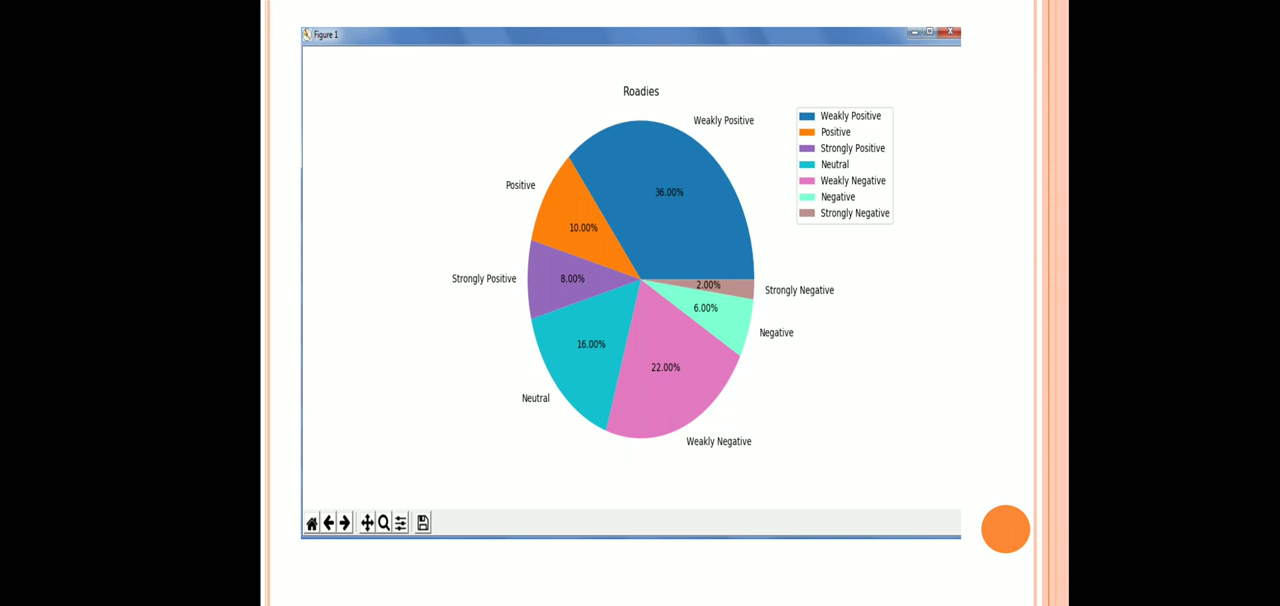 Figure 1
Roadies
Weakly Positive
Positive
Strongly Positive
Neutral
Weakly Negative
Negative
Strongly Negative
Weakly Positive
36.00%
Positive
10.00%
Strongly Positive
8.00%
2.00%
Strongly Negative
6.00%
Negative
16.00%
Neutral
22.00%
Weakly Negative